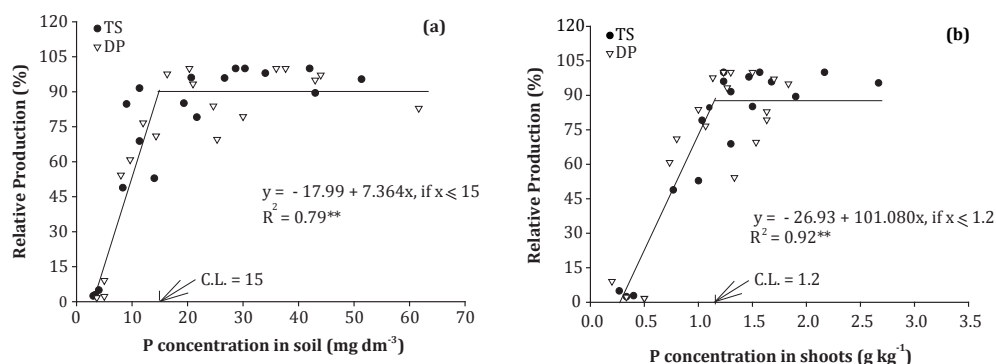 (a)
TS
DP
120
105
90
75
60
45
30
15
0
Relative Production (%)
y = - 17.99 + 7.364x, if x ⩽ 15
R² = 0.79**
C.L. = 15
0 10 20 30 40 50 60 70
P concentration in soil (mg dm⁻³)
(b)
TS
DP
120
105
90
75
60
45
30
15
0
Relative Production (%)
y = - 26.93 + 101.080x, if x ⩽ 1.2
R² = 0.92**
C.L. = 1.2
0.0 0.5 1.0 1.5 2.0 2.5 3.0 3.5
P concentration in shoots (g kg⁻¹)